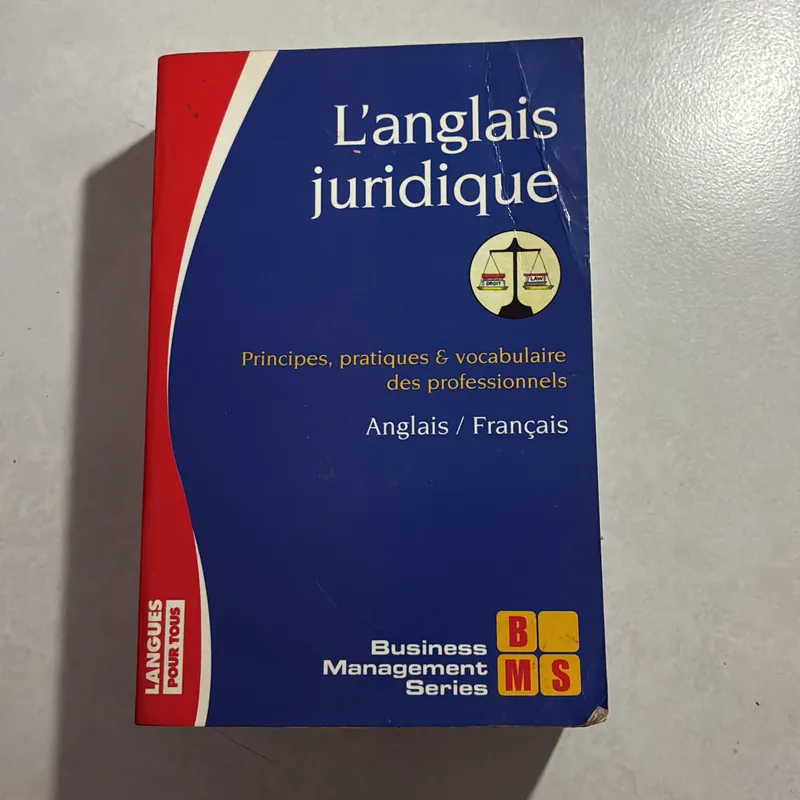 L'anglais
juridique
DROIT
LAW
Principes, pratiques & vocabulaire
des professionnels
Anglais / Français
LANGUES
POUR TOUS
Business
Management
Series
B
M S